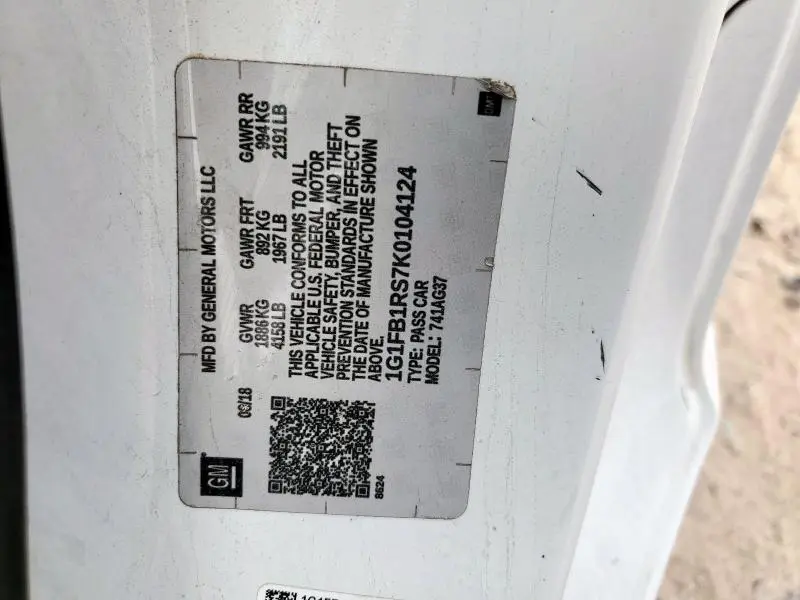 MFD BY GENERAL MOTORS LLC
GVWR GAWR FRT GAWR RR
1886 KG 892 KG 994 KG
4158 LB 1967 LB 2191 LB
THIS VEHICLE CONFORMS TO ALL
APPLICABLE U.S. FEDERAL MOTOR
VEHICLE SAFETY, BUMPER, AND THEFT
PREVENTION STANDARDS IN EFFECT ON
THE DATE OF MANUFACTURE SHOWN
ABOVE.
1G1FB1RS7K0104124
TYPE: PASS CAR
MODEL: 741AG37
GM
8624
GMT